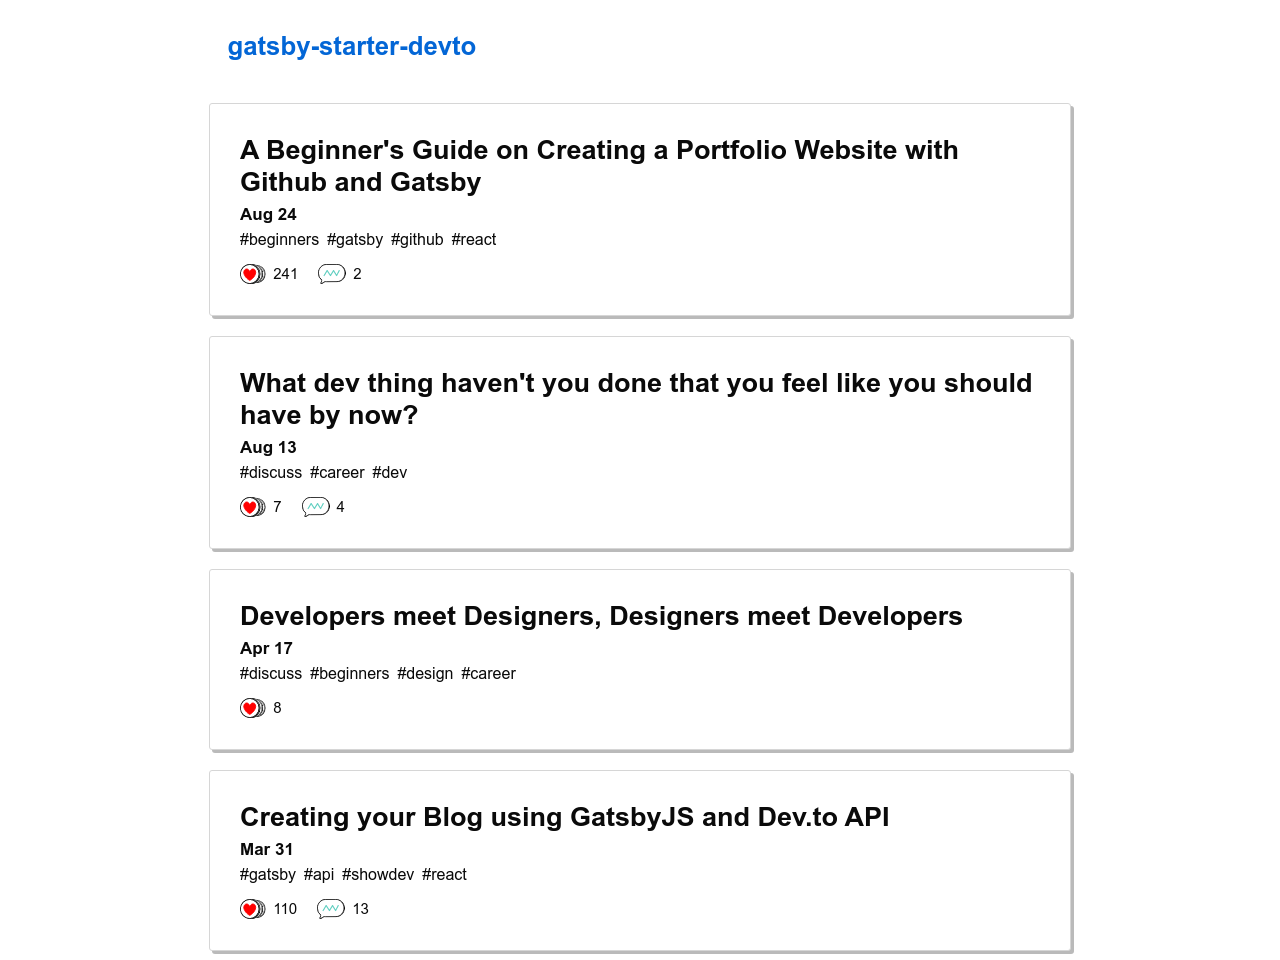 gatsby-starter-devto
A Beginner's Guide on Creating a Portfolio Website with
Github and Gatsby
Aug 24
#beginners #gatsby #github #react
241 2
What dev thing haven't you done that you feel like you should
have by now?
Aug 13
#discuss #career #dev
7 4
Developers meet Designers, Designers meet Developers
Apr 17
#discuss #beginners #design #career
8
Creating your Blog using GatsbyJS and Dev.to API
Mar 31
#gatsby #api #showdev #react
110 13